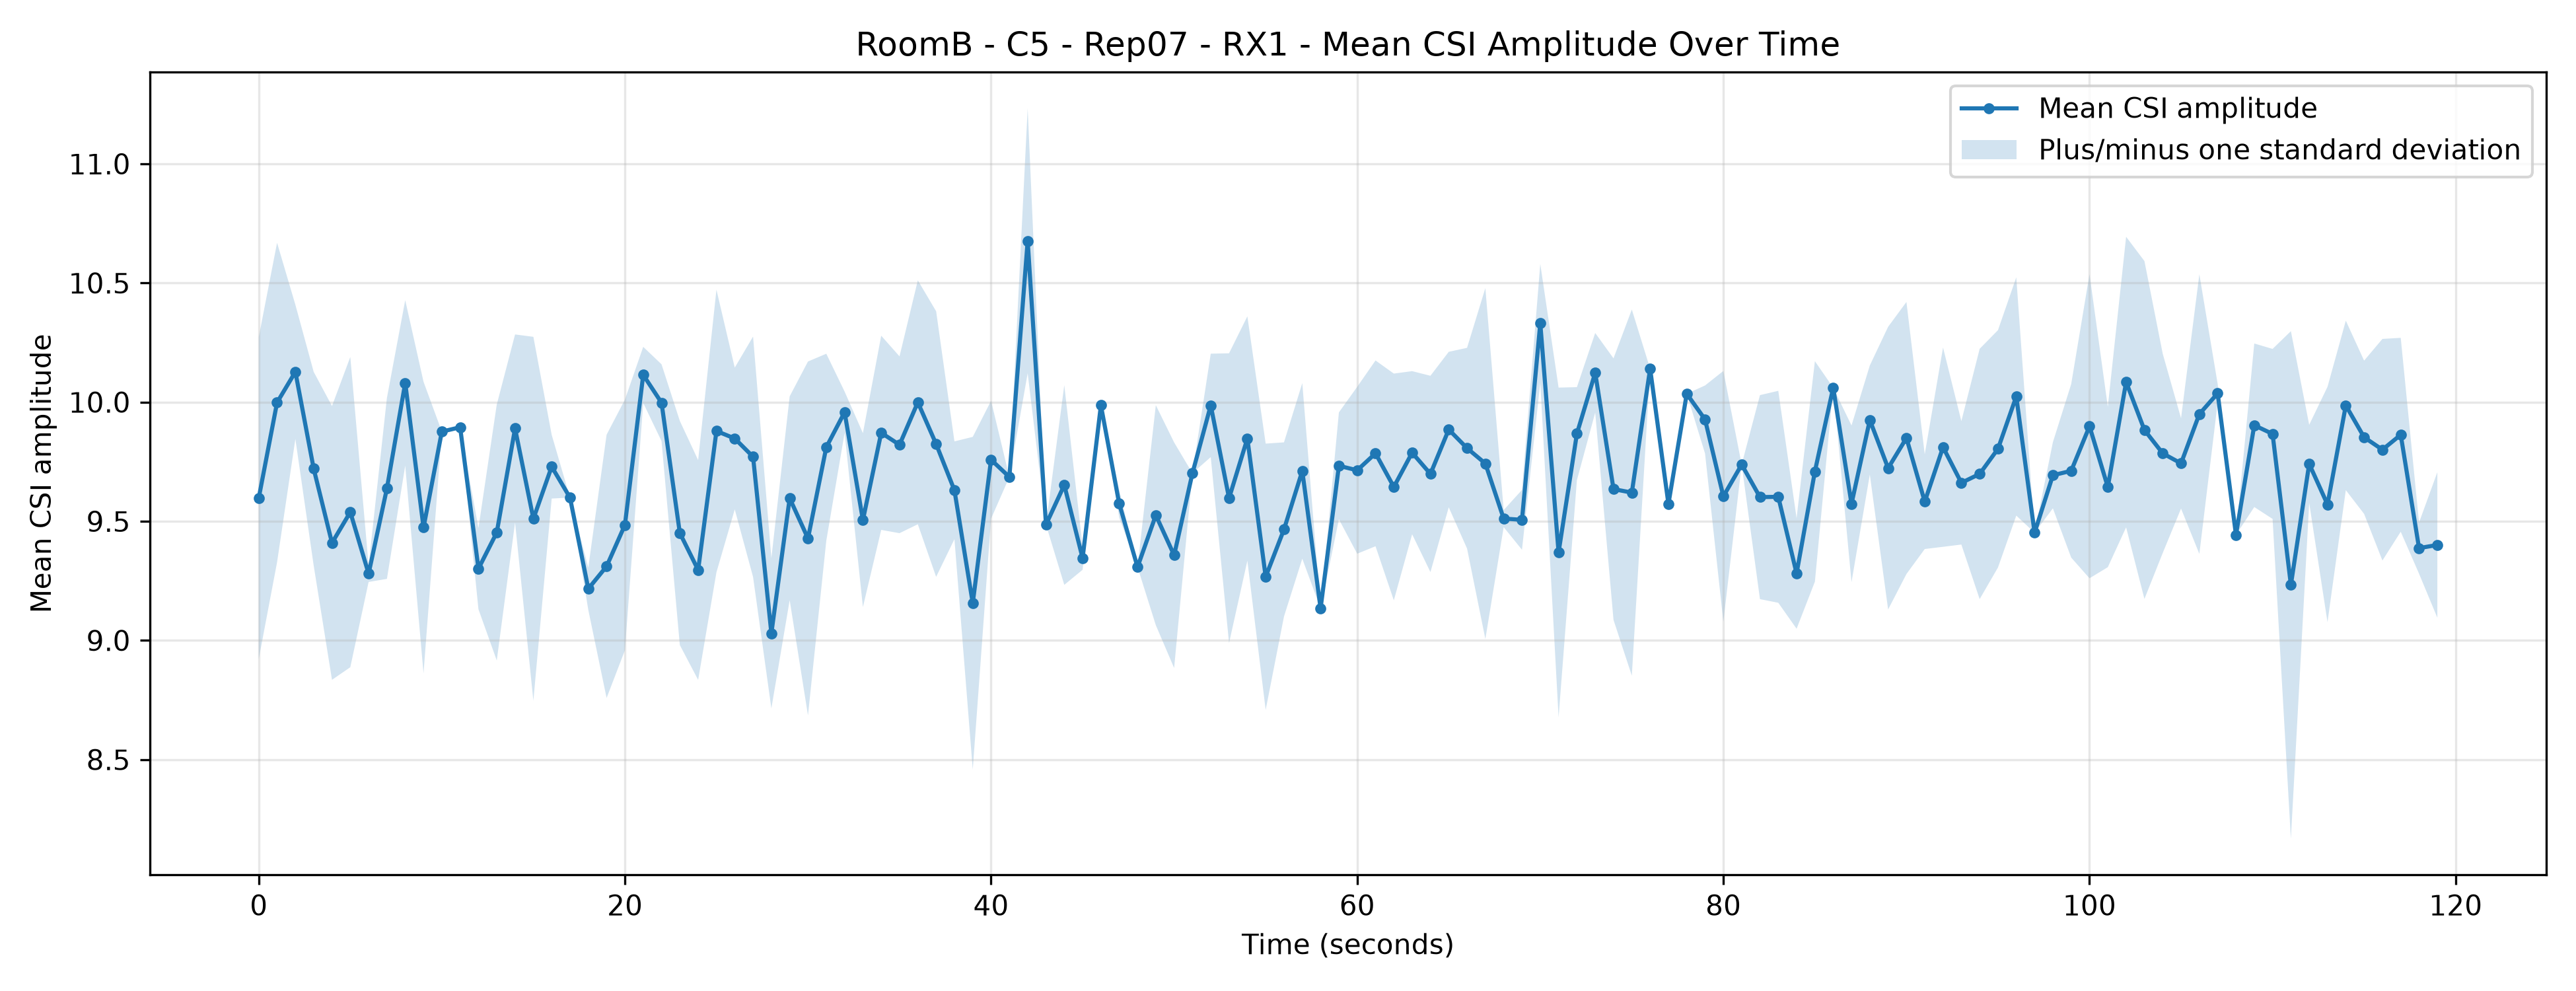 RoomB - C5 - Rep07 - RX1 - Mean CSI Amplitude Over Time
Mean CSI amplitude
Plus/minus one standard deviation
Mean CSI amplitude
11.0
10.5
10.0
9.5
9.0
8.5
0 20 40 60 80 100 120
Time (seconds)